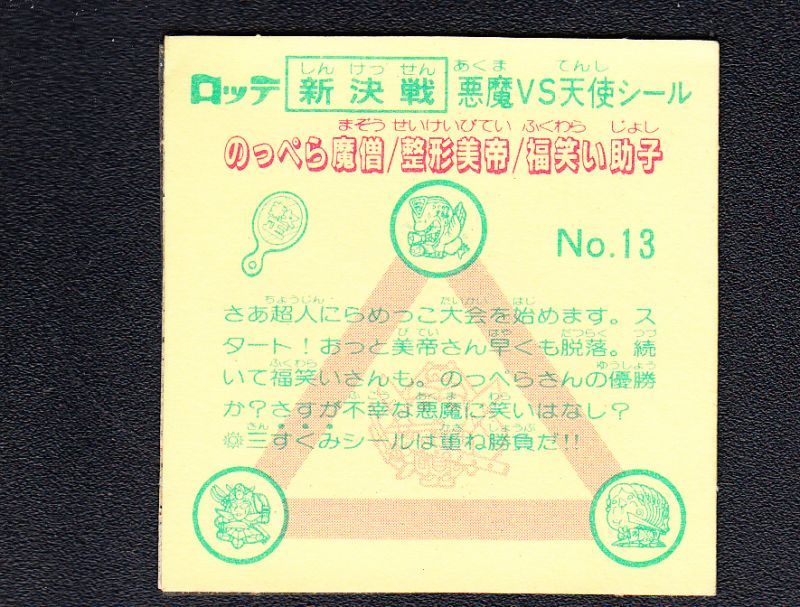 ロッテ 新決戦 悪魔VS天使シール
しんけっせん あくま てんし
まぞう せいけいびてい ふくわら じょし
のっぺら魔僧/整形美帝/福笑い助子
No.13
ちょうじん だいかい はじ
さあ超人にらめっこ大会を始めます。ス
びてい はや だつらく つづ
タート!おっと美帝さん早くも脱落。続
ふくわら ゆうしょう
いて福笑いさんも。のっぺらさんの優勝
ふこう あくま わら
か?さすが不幸な悪魔に笑いはなし?
さん かさ しょうぶ
三すくみシールは重ね勝負だ!!